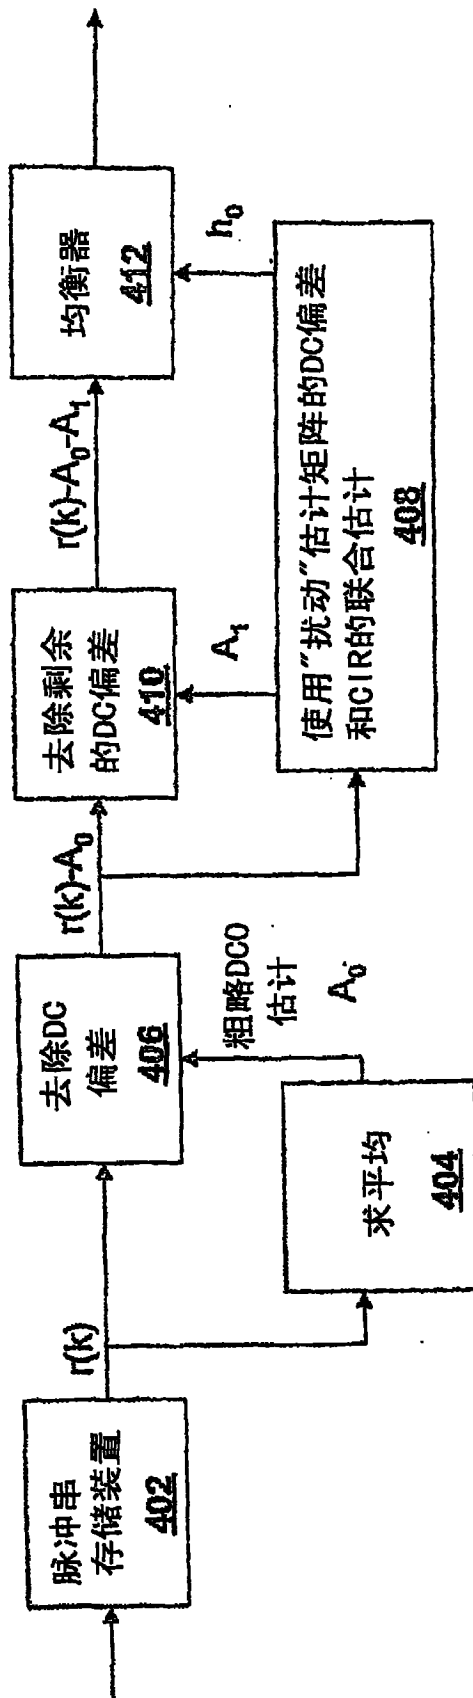 脉冲串
存储装置
402
r(k)
求平均
404
粗略DCO
估计
A₀
去除DC
偏差
406
r(k)-A₀
去除剩余
的DC偏差
410
A₁
使用"扰动"估计矩阵的DC偏差
和CIR的联合估计
408
r(k)-A₀-A₁
h₀
均衡器
412